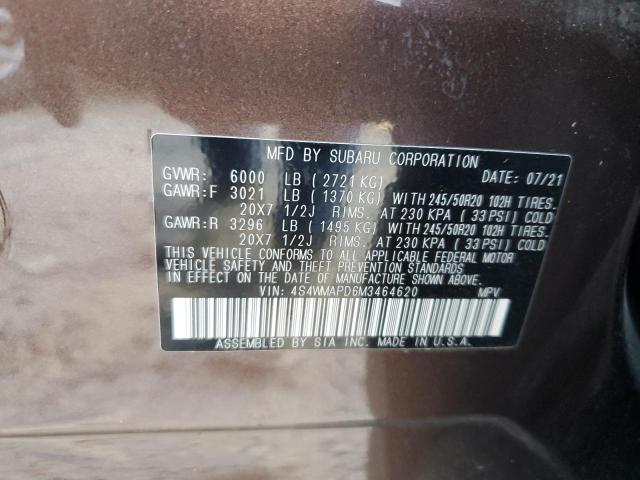 MFD BY SUBARU CORPORATION
GVWR: 6000 LB ( 2721 KG) DATE: 07/21
GAWR:F 3021 LB ( 1370 KG) WITH 245/50R20 102H TIRES.
20X7 1/2J RIMS. AT 230 KPA ( 33 PSI) COLD
GAWR:R 3296 LB ( 1495 KG) WITH 245/50R20 102H TIRES.
20X7 1/2J RIMS. AT 230 KPA ( 33 PSI) COLD
THIS VEHICLE CONFORMS TO ALL APPLICABLE FEDERAL MOTOR
VEHICLE SAFETY AND THEFT PREVENTION STANDARDS IN
EFFECT ON THE DATE OF MANUFACTURE SHOWN ABOVE.
VIN: 4S4WMAPD6M3464620 MPV
ASSEMBLED BY SIA INC. MADE IN U.S.A.